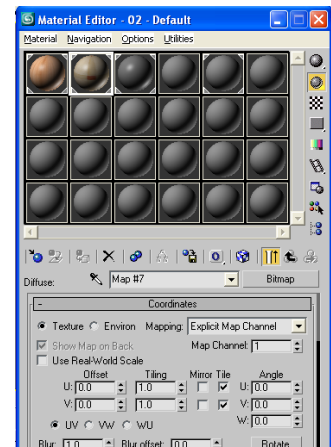 Material Editor - 02 - Default
Material Navigation Options Utilities
Diffuse: Map #7 Bitmap
- Coordinates
Texture Environ Mapping: Explicit Map Channel
Show Map on Back Map Channel: 1
Use Real-World Scale
Offset Tiling Mirror Tile Angle
U: 0.0 1.0 U: 0.0
V: 0.0 1.0 V: 0.0
UV VW WU W: 0.0
Blur: 1.0 Blur offset: 0.0 Rotate